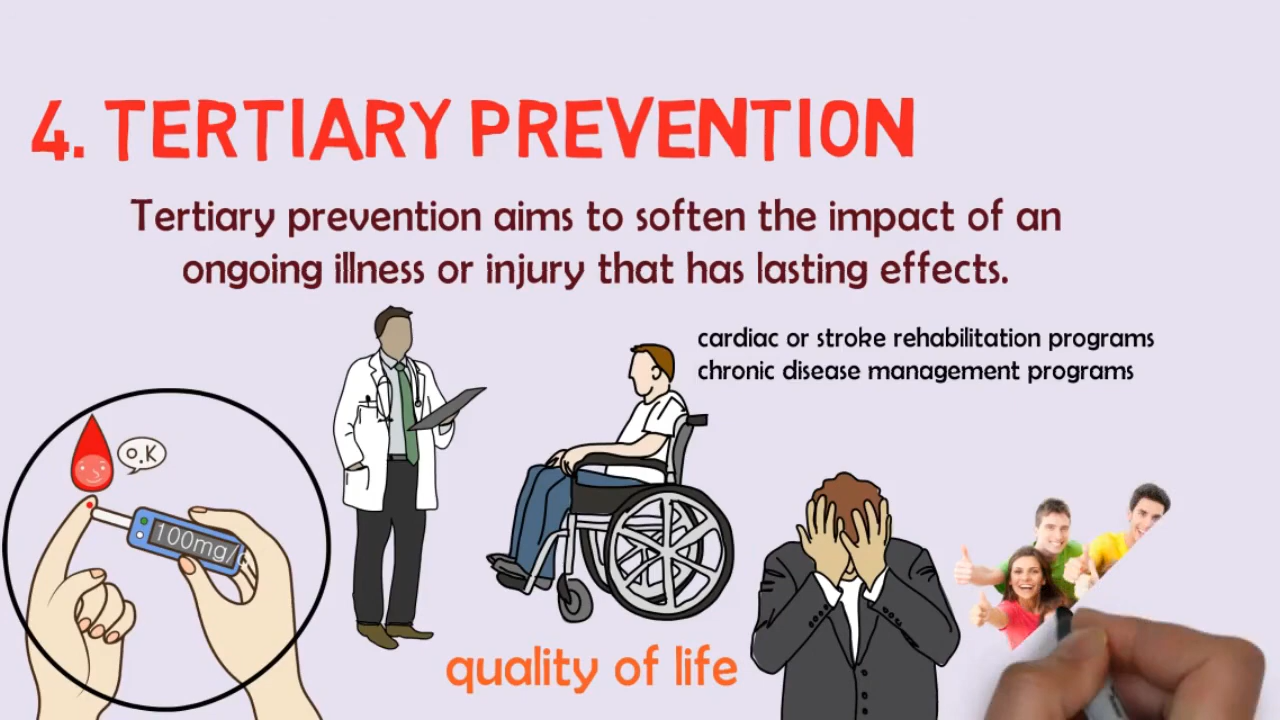 4. TERTIARY PREVENTION
Tertiary prevention aims to soften the impact of an
ongoing illness or injury that has lasting effects.
cardiac or stroke rehabilitation programs
chronic disease management programs
O.K
100mg/
quality of life